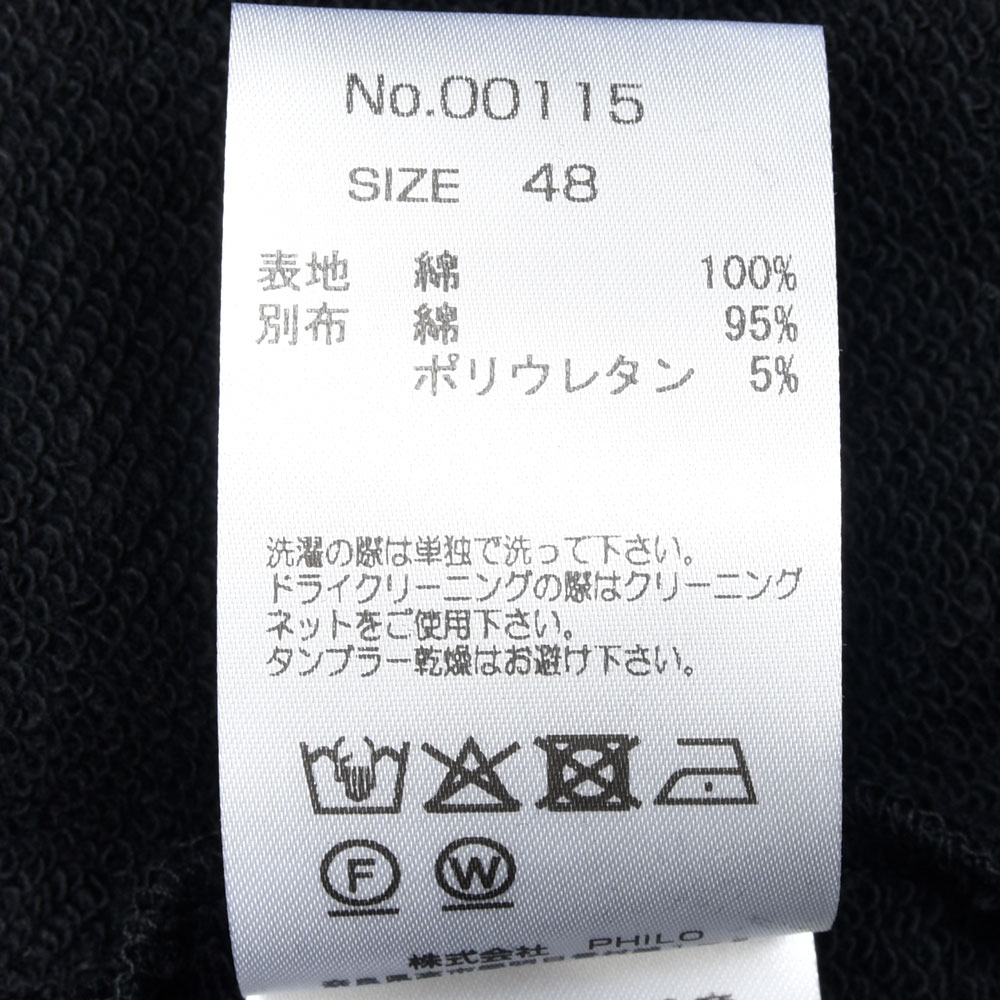 No.00115
SIZE 48
表地 綿 100%
別布 綿 95%
ポリウレタン 5%
洗濯の際は単独で洗って下さい。
ドライクリーニングの際はクリーニング
ネットをご使用下さい。
タンブラー乾燥はお避け下さい。
F W
株式会社 PHILO